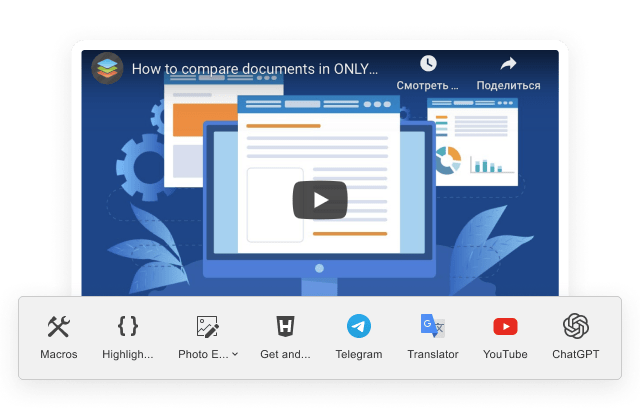 How to compare documents in ONLY...
Смотреть ...
Поделиться
Macros
Highligh...
Photo E...
Get and...
Telegram
Translator
YouTube
ChatGPT